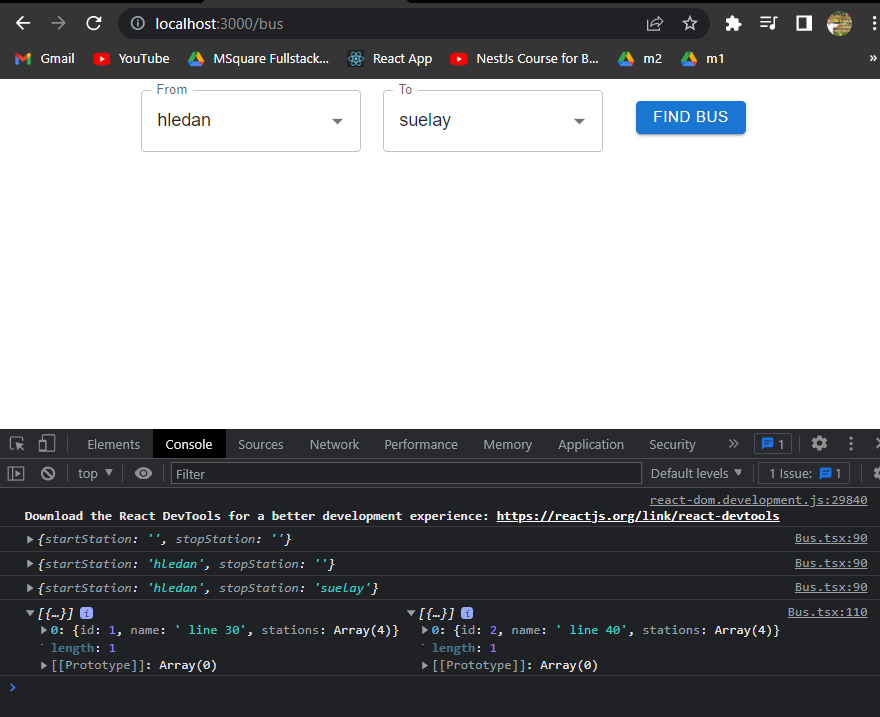 localhost:3000/bus
Gmail YouTube MSquare Fullstack... React App NestJs Course for B... m2 m1 »
From To
hledan suelay FIND BUS
Elements Console Sources Network Performance Memory Application Security » 1
top Filter Default levels 1 Issue: 1
react-dom.development.js:29840
Download the React DevTools for a better development experience: https://reactjs.org/link/react-devtools
{startStation: '', stopStation: ''} Bus.tsx:90
{startStation: 'hledan', stopStation: ''} Bus.tsx:90
{startStation: 'hledan', stopStation: 'suelay'} Bus.tsx:90
[{…}] i [{…}] i Bus.tsx:110
0: {id: 1, name: ' line 30', stations: Array(4)} 0: {id: 2, name: ' line 40', stations: Array(4)}
length: 1 length: 1
[[Prototype]]: Array(0) [[Prototype]]: Array(0)